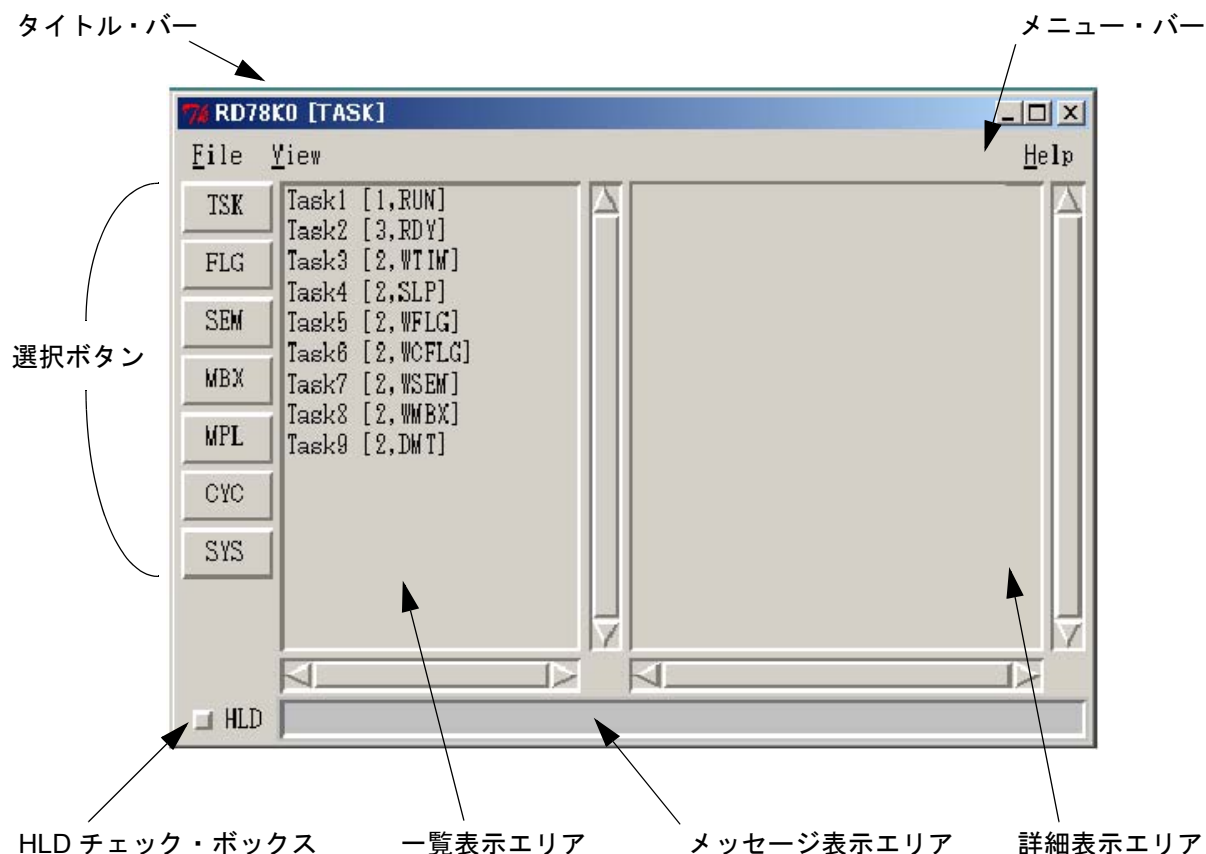 タイトル・バー
メニュー・バー
RD78K0 [TASK]
File View Help
選択ボタン
TSK
FLG
SEM
MBX
MPL
CYC
SYS
Task1 [1,RUN]
Task2 [3,RDY]
Task3 [2,WTIM]
Task4 [2,SLP]
Task5 [2,WFLG]
Task6 [2,WCFLG]
Task7 [2,WSEM]
Task8 [2,WMBX]
Task9 [2,DMT]
HLD
HLD チェック・ボックス
一覧表示エリア
メッセージ表示エリア
詳細表示エリア